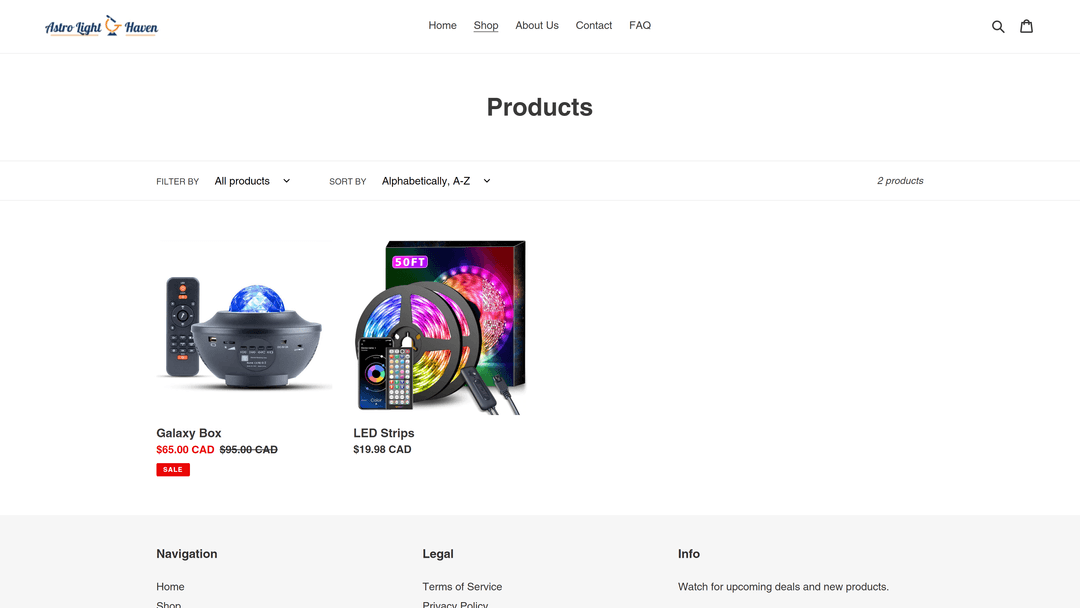 Astro Light Haven
Home Shop About Us Contact FAQ
Products
FILTER BY All products SORT BY Alphabetically, A-Z 2 products
50FT
Galaxy Box
$65.00 CAD $95.00 CAD
SALE
LED Strips
$19.98 CAD
Navigation
Home
Shop
Legal
Terms of Service
Privacy Policy
Info
Watch for upcoming deals and new products.